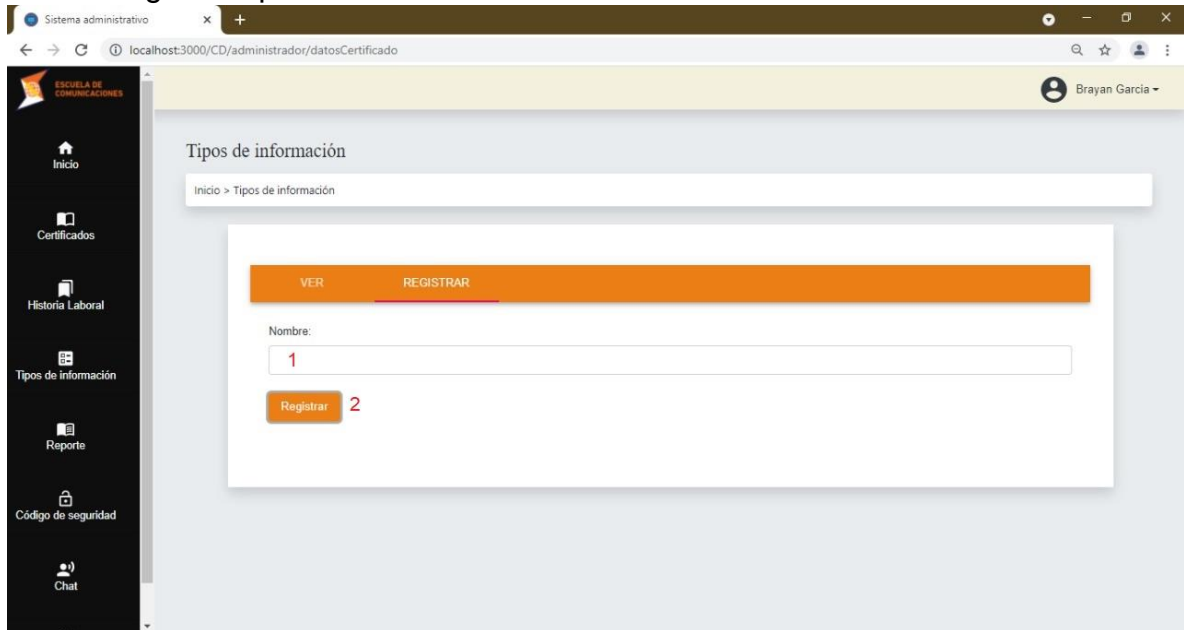 Sistema administrativo
localhost:3000/CD/administrador/datosCertificado
ESCUELA DE
COMUNICACIONES
Brayan García
Inicio
Certificados
Historia Laboral
Tipos de información
Reporte
Código de seguridad
Chat
Tipos de información
Inicio > Tipos de información
VER REGISTRAR
Nombre:
1
Registrar 2